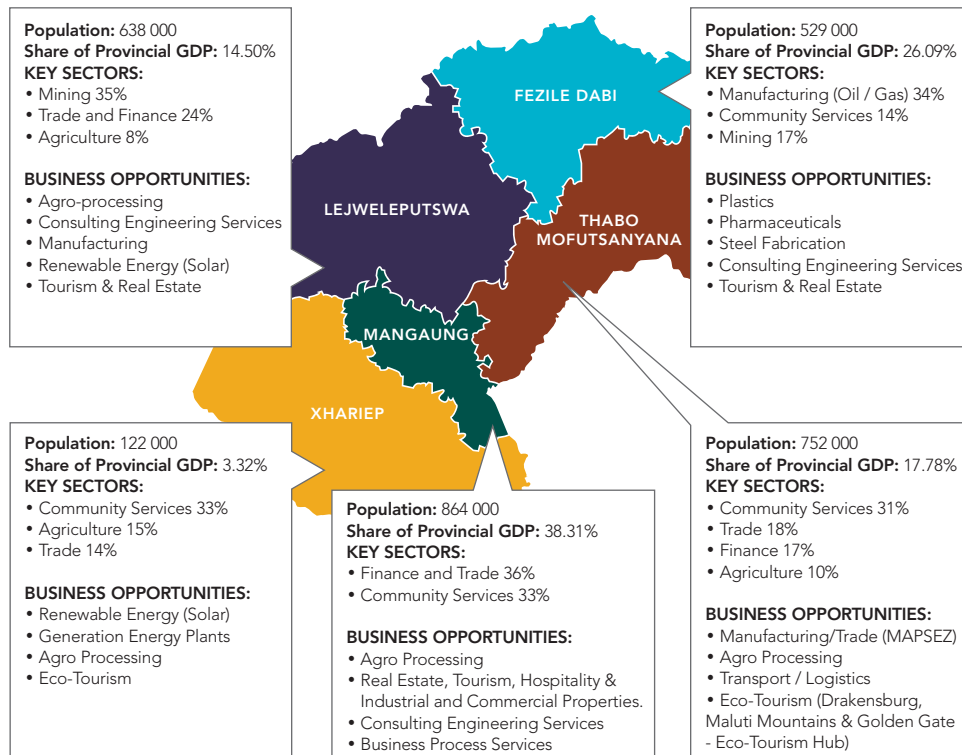 Population: 638 000
Share of Provincial GDP: 14.50%
KEY SECTORS:
• Mining 35%
• Trade and Finance 24%
• Agriculture 8%
BUSINESS OPPORTUNITIES:
• Agro-processing
• Consulting Engineering Services
• Manufacturing
• Renewable Energy (Solar)
• Tourism & Real Estate
FEZILE DABI
LEJWELEPUTSWA
THABO
MOFUTSANYANA
MANGAUNG
XHARIEP
Population: 529 000
Share of Provincial GDP: 26.09%
KEY SECTORS:
• Manufacturing (Oil / Gas) 34%
• Community Services 14%
• Mining 17%
BUSINESS OPPORTUNITIES:
• Plastics
• Pharmaceuticals
• Steel Fabrication
• Consulting Engineering Services
• Tourism & Real Estate
Population: 122 000
Share of Provincial GDP: 3.32%
KEY SECTORS:
• Community Services 33%
• Agriculture 15%
• Trade 14%
BUSINESS OPPORTUNITIES:
• Renewable Energy (Solar)
• Generation Energy Plants
• Agro Processing
• Eco-Tourism
Population: 864 000
Share of Provincial GDP: 38.31%
KEY SECTORS:
• Finance and Trade 36%
• Community Services 33%
BUSINESS OPPORTUNITIES:
• Agro Processing
• Real Estate, Tourism, Hospitality &
Industrial and Commercial Properties.
• Consulting Engineering Services
• Business Process Services
Population: 752 000
Share of Provincial GDP: 17.78%
KEY SECTORS:
• Community Services 31%
• Trade 18%
• Finance 17%
• Agriculture 10%
BUSINESS OPPORTUNITIES:
• Manufacturing/Trade (MAPSEZ)
• Agro Processing
• Transport / Logistics
• Eco-Tourism (Drakensburg,
Maluti Mountains & Golden Gate
- Eco-Tourism Hub)